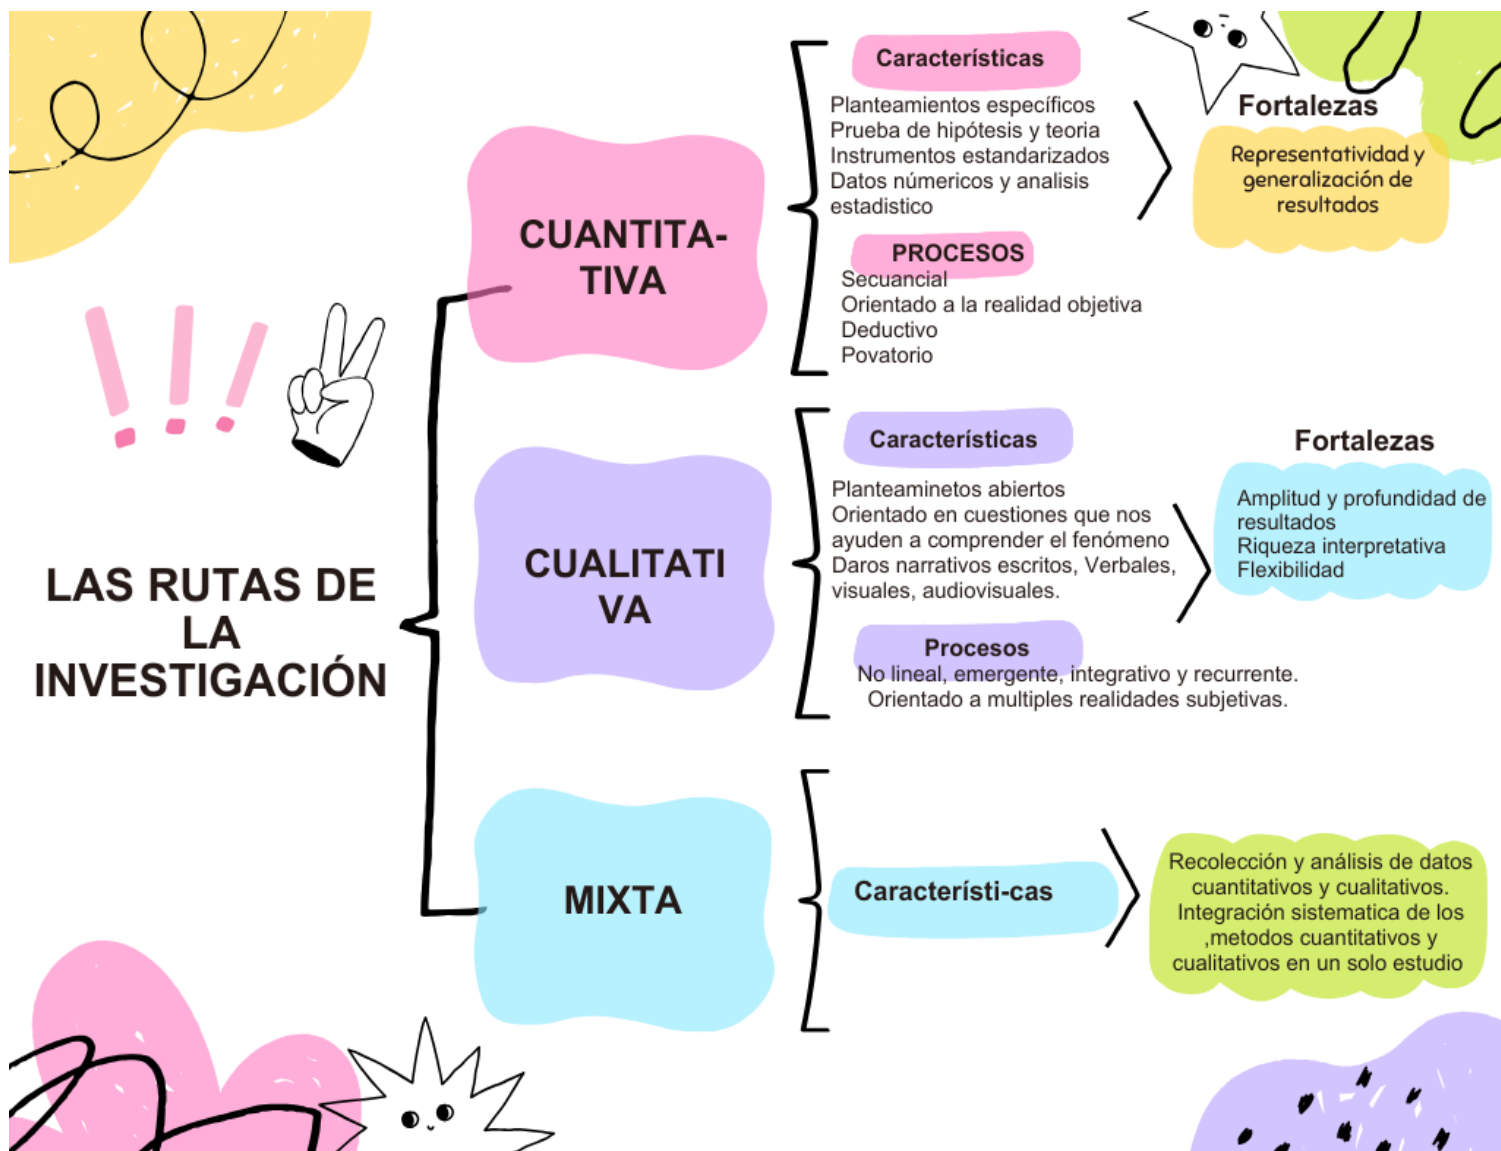 LAS RUTAS DE
LA
INVESTIGACIÓN
CUANTITA-
TIVA
Características
Planteamientos específicos
Prueba de hipótesis y teoria
Instrumentos estandarizados
Datos númericos y analisis
estadistico
PROCESOS
Secuancial
Orientado a la realidad objetiva
Deductivo
Povatorio
Fortalezas
Representatividad y
generalización de
resultados
CUALITATI
VA
Características
Planteaminetos abiertos
Orientado en cuestiones que nos
ayuden a comprender el fenómeno
Daros narrativos escritos, Verbales,
visuales, audiovisuales.
Procesos
No lineal, emergente, integrativo y recurrente.
Orientado a multiples realidades subjetivas.
Fortalezas
Amplitud y profundidad de
resultados
Riqueza interpretativa
Flexibilidad
MIXTA
Característi-cas
Recolección y análisis de datos
cuantitativos y cualitativos.
Integración sistematica de los
,metodos cuantitativos y
cualitativos en un solo estudio